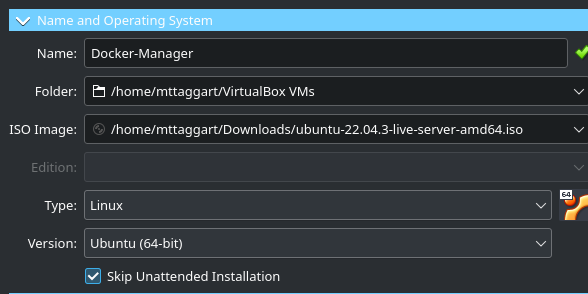 Name and Operating System
Name: Docker-Manager
Folder: /home/mttaggart/VirtualBox VMs
ISO Image: /home/mttaggart/Downloads/ubuntu-22.04.3-live-server-amd64.iso
Edition:
Type: Linux
64
Version: Ubuntu (64-bit)
Skip Unattended Installation